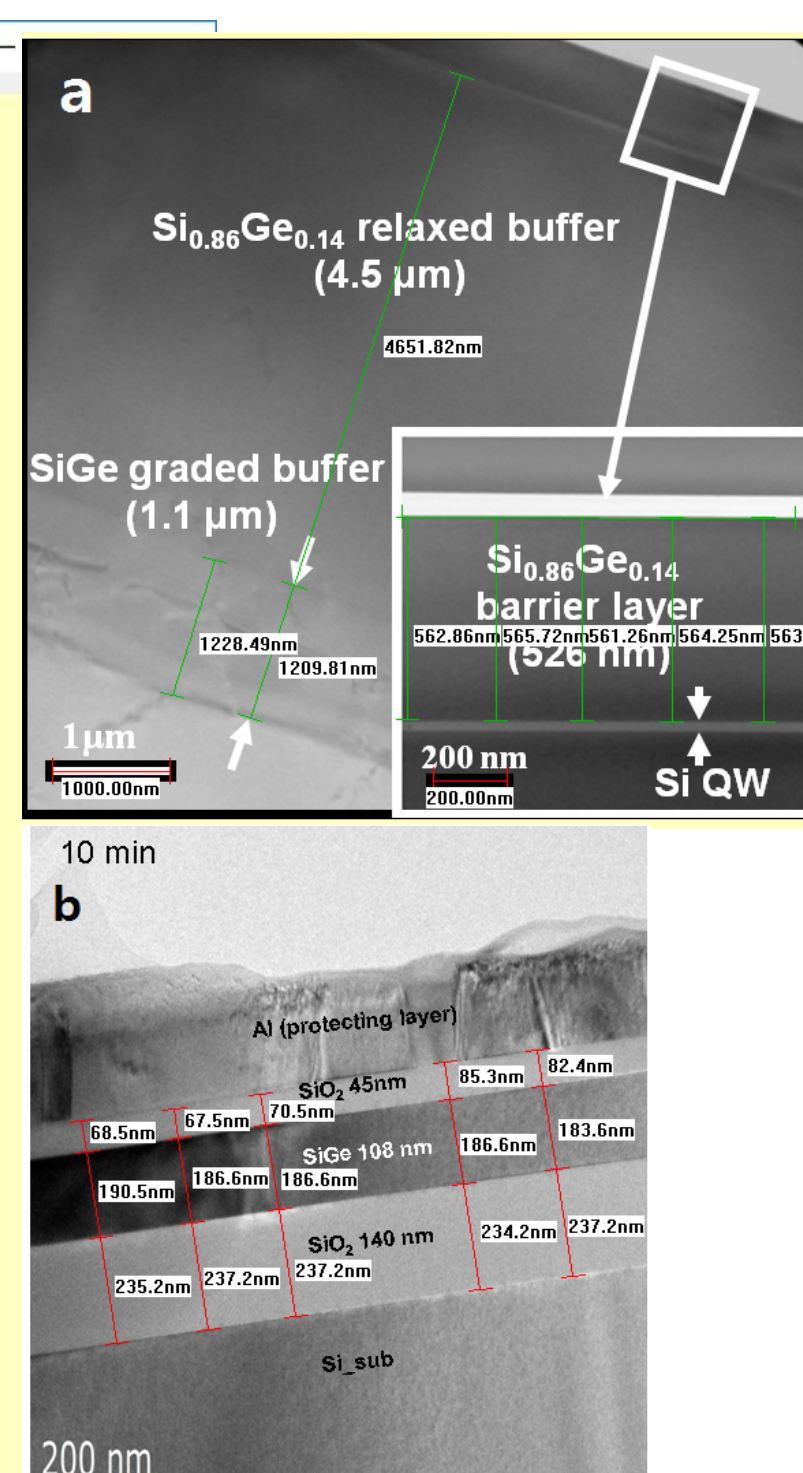 a
Si0.86Ge0.14 relaxed buffer
(4.5 μm)
4651.82nm
SiGe graded buffer
(1.1 μm)
1228.49nm
1209.81nm
1μm
1000.00nm
Si0.86Ge0.14
barrier layer
562.86nm 565.72nm 561.26nm 564.25nm 563
(526 nm)
200 nm
200.00nm
Si QW
10 min
b
Al (protecting layer)
SiO2 45nm
68.5nm 67.5nm 70.5nm 85.3nm 82.4nm
SiGe 108 nm
190.5nm 186.6nm 186.6nm 186.6nm 183.6nm
SiO2 140 nm
235.2nm 237.2nm 237.2nm 234.2nm 237.2nm
Si_sub
200 nm